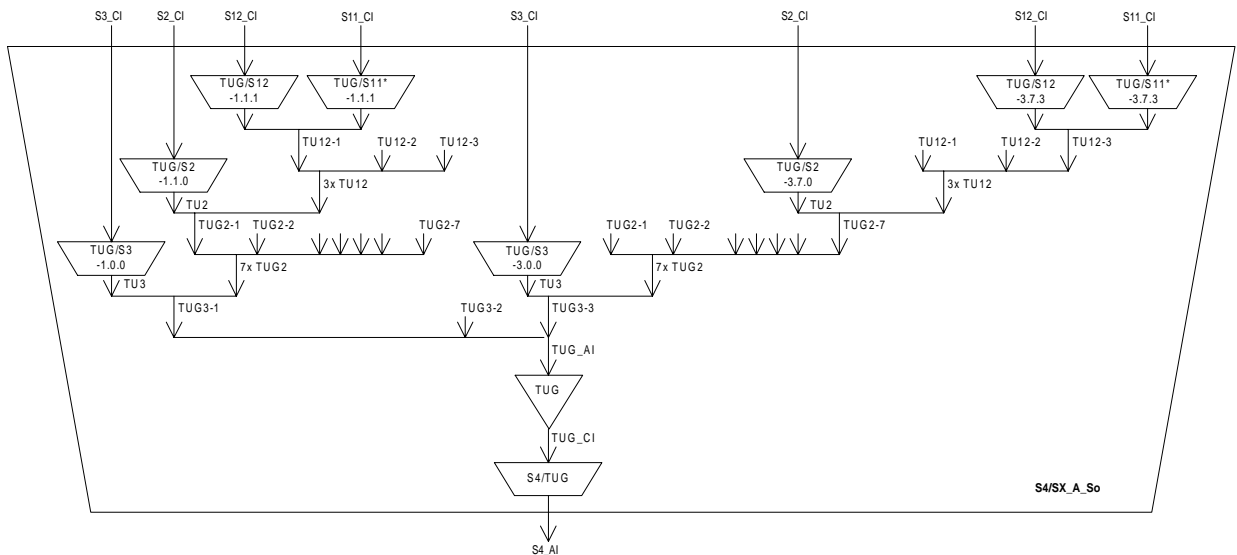 S3_CI
S2_CI
S12_CI
S11_CI
S3_CI
S2_CI
S12_CI
S11_CI
TUG/S12
-1.1.1
TUG/S11*
-1.1.1
TUG/S12
-3.7.3
TUG/S11*
-3.7.3
TU12-1
TU12-2
TU12-3
TU12-1
TU12-2
TU12-3
TUG/S2
-1.1.0
TUG/S2
-3.7.0
3x TU12
3x TU12
TU2
TU2
TUG2-1
TUG2-2
TUG2-7
TUG2-1
TUG2-2
TUG2-7
TUG/S3
-1.0.0
TUG/S3
-3.0.0
7x TUG2
7x TUG2
TU3
TU3
TUG3-1
TUG3-2
TUG3-3
TUG_AI
TUG
TUG_CI
S4/TUG
S4/SX_A_So
S4_AI